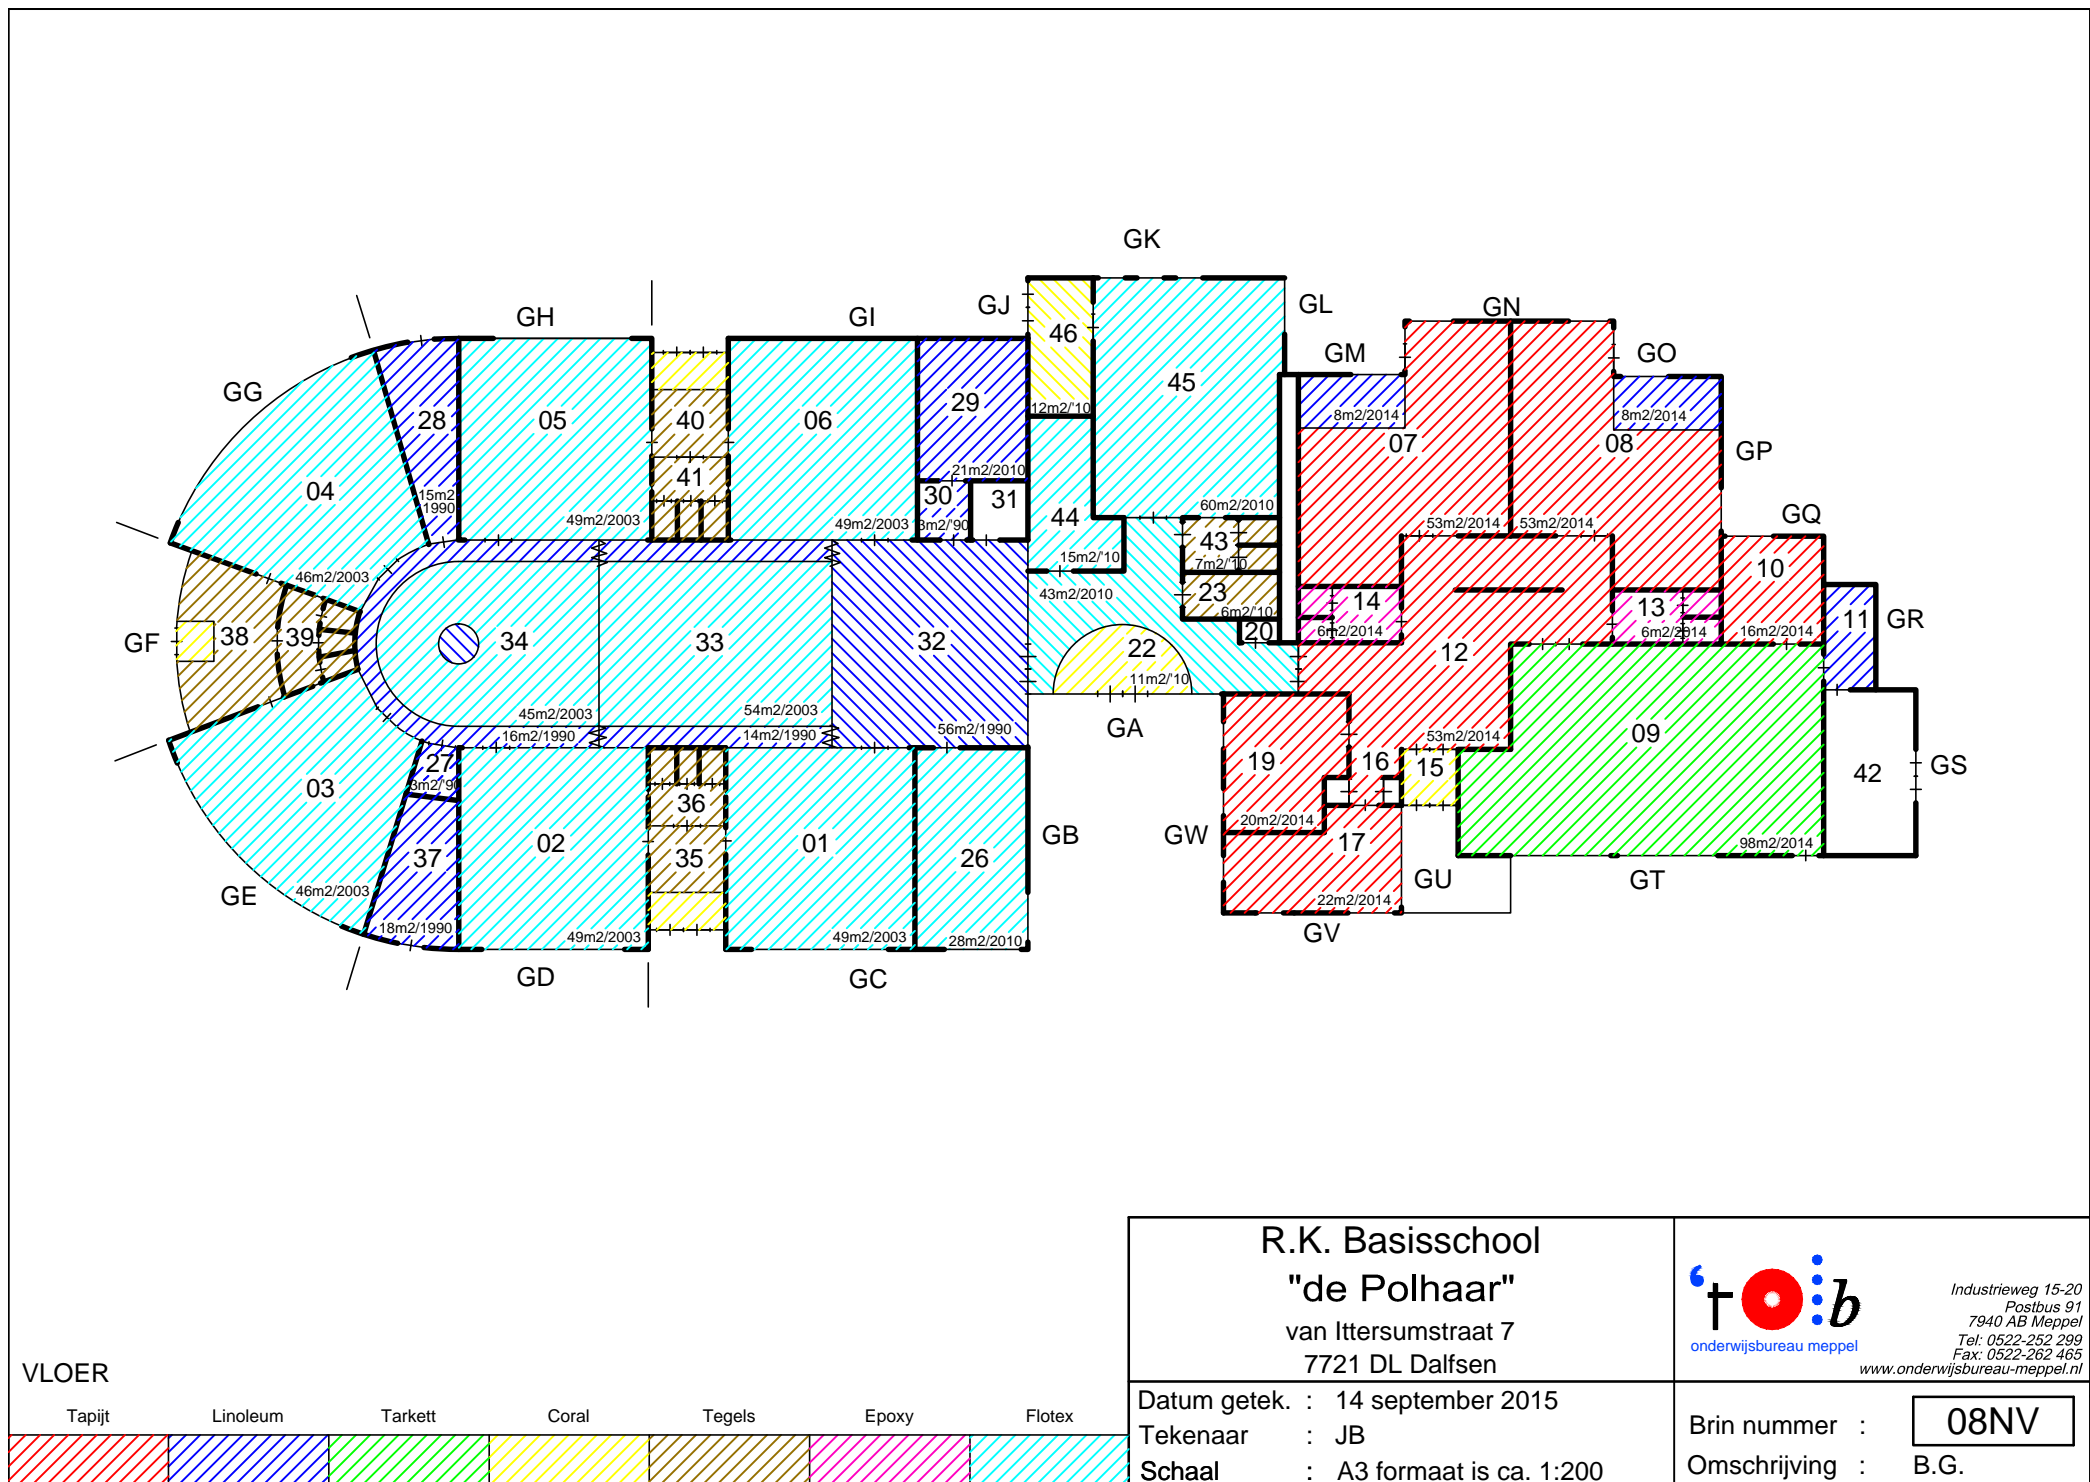 GK
GJ
GL
GH
GI
GN
GM
GO
GG
GP
GQ
GF
GR
GA
GS
GB
GW
GE
GU
GT
GD
GC
GV
46
12m2/'10
45
60m2/2010
28
15m2
1990
05
49m2/2003
40
41
06
49m2/2003
29
21m2/2010
30
3m2/'90
31
44
15m2/'10
43
7m2/'10
23
6m2/'10
20
8m2/2014
07
53m2/2014
8m2/2014
08
53m2/2014
10
16m2/2014
11
04
46m2/2003
38
39
34
45m2/2003
16m2/1990
33
54m2/2003
14m2/1990
32
56m2/1990
43m2/2010
22
11m2/'10
14
6m2/2014
13
6m2/2014
12
53m2/2014
09
98m2/2014
42
03
46m2/2003
27
3m2/'90
37
18m2/1990
02
49m2/2003
36
35
01
49m2/2003
26
28m2/2010
19
20m2/2014
16
15
17
22m2/2014
R.K. Basisschool
"de Polhaar"
van Ittersumstraat 7
7721 DL Dalfsen
't O b
onderwijsbureau meppel
Industrieweg 15-20
Postbus 91
7940 AB Meppel
Tel: 0522-252 299
Fax: 0522-262 465
www.onderwijsbureau-meppel.nl
Datum getek. : 14 september 2015
Tekenaar : JB
Schaal : A3 formaat is ca. 1:200
Brin nummer : 08NV
Omschrijving : B.G.
VLOER
Tapijt Linoleum Tarkett Coral Tegels Epoxy Flotex